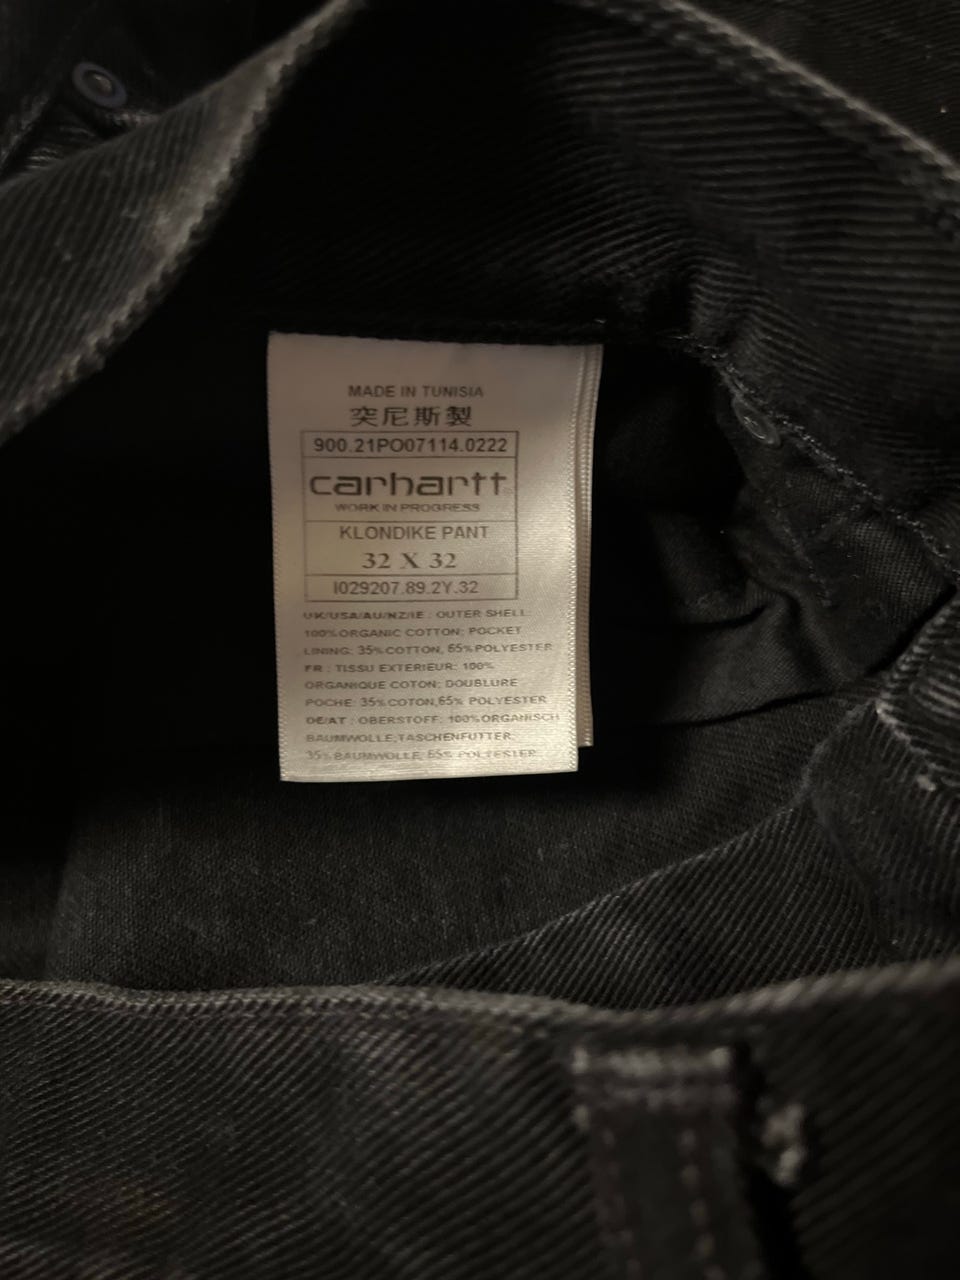 MADE IN TUNISIA
突尼斯製
900.21PO07114.0222
carhartt
WORK IN PROGRESS
KLONDIKE PANT
32 X 32
I029207.89.2Y.32
UK/USA/AU/NZ/IE : OUTER SHELL:
100% ORGANIC COTTON; POCKET
LINING: 35% COTTON, 65% POLYESTER
FR : TISSU EXTERIEUR: 100%
ORGANIQUE COTON; DOUBLURE
POCHE: 35% COTON,65% POLYESTER
DE/AT : OBERSTOFF: 100% ORGANISCH
BAUMWOLLE;TASCHENFUTTER:
35% BAUMWOLLE, 65% POLYESTER